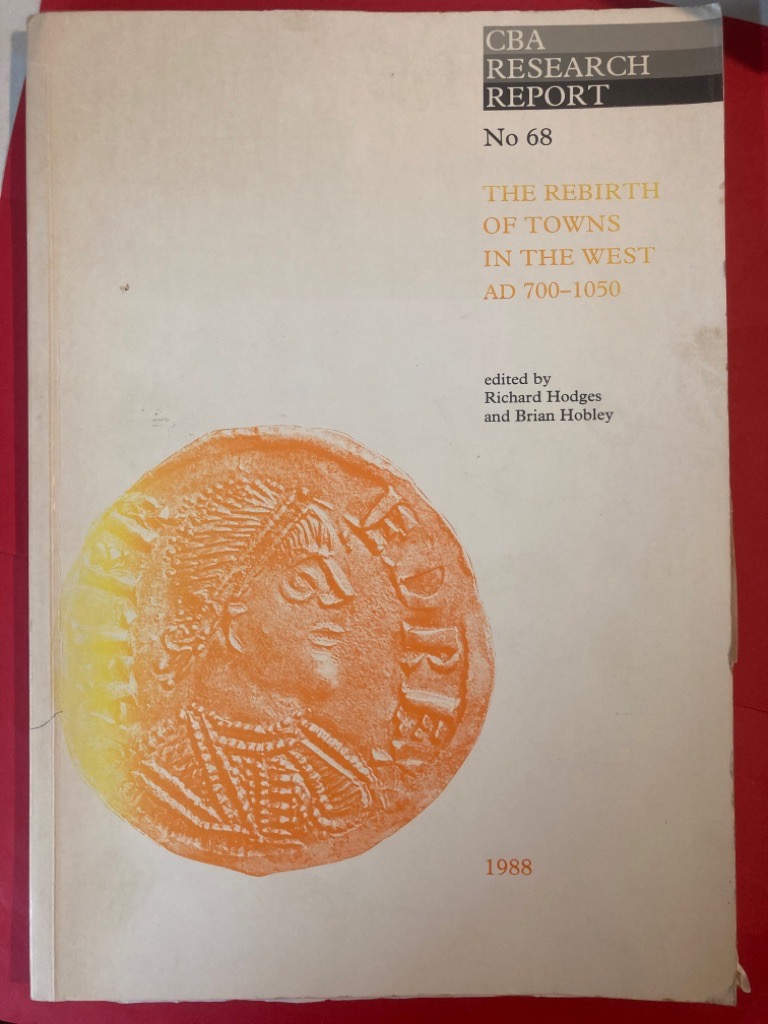 CBA
RESEARCH
REPORT
No 68
THE REBIRTH
OF TOWNS
IN THE WEST
AD 700–1050
edited by
Richard Hodges
and Brian Hobley
1988